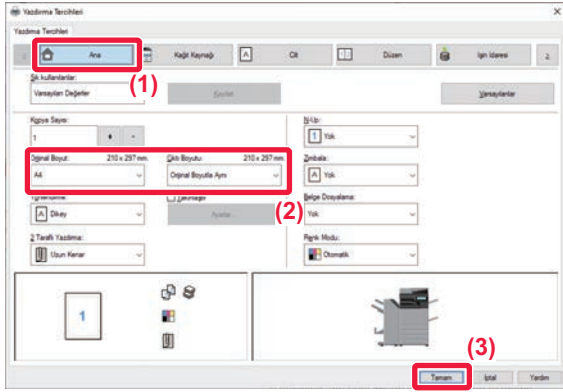 Yazdırma Tercihleri
Yazdırma Tercihleri
Ana
Kağıt Kaynağı
Cilt
Düzen
İşin İdaresi
(1)
Sık kullanılanlar:
Varsayılan Değerler
Kaydet
Varsayılanlar
Kopya Sayısı:
1
N-Up:
1 Yok
Orijinal Boyut: 210 x 297 mm.
Çıktı Boyutu: 210 x 297 mm.
Zımbala:
A4
Orijinal Boyutla Aynı
A Yok
Yönlendirme:
(2)
Belge Dosyalama:
A Dikey
Ayarlar...
Yok
2 Taraflı Yazdırma:
Renk Modu:
Uzun Kenar
Otomatik
1
(3)
Tamam
İptal
Yardım